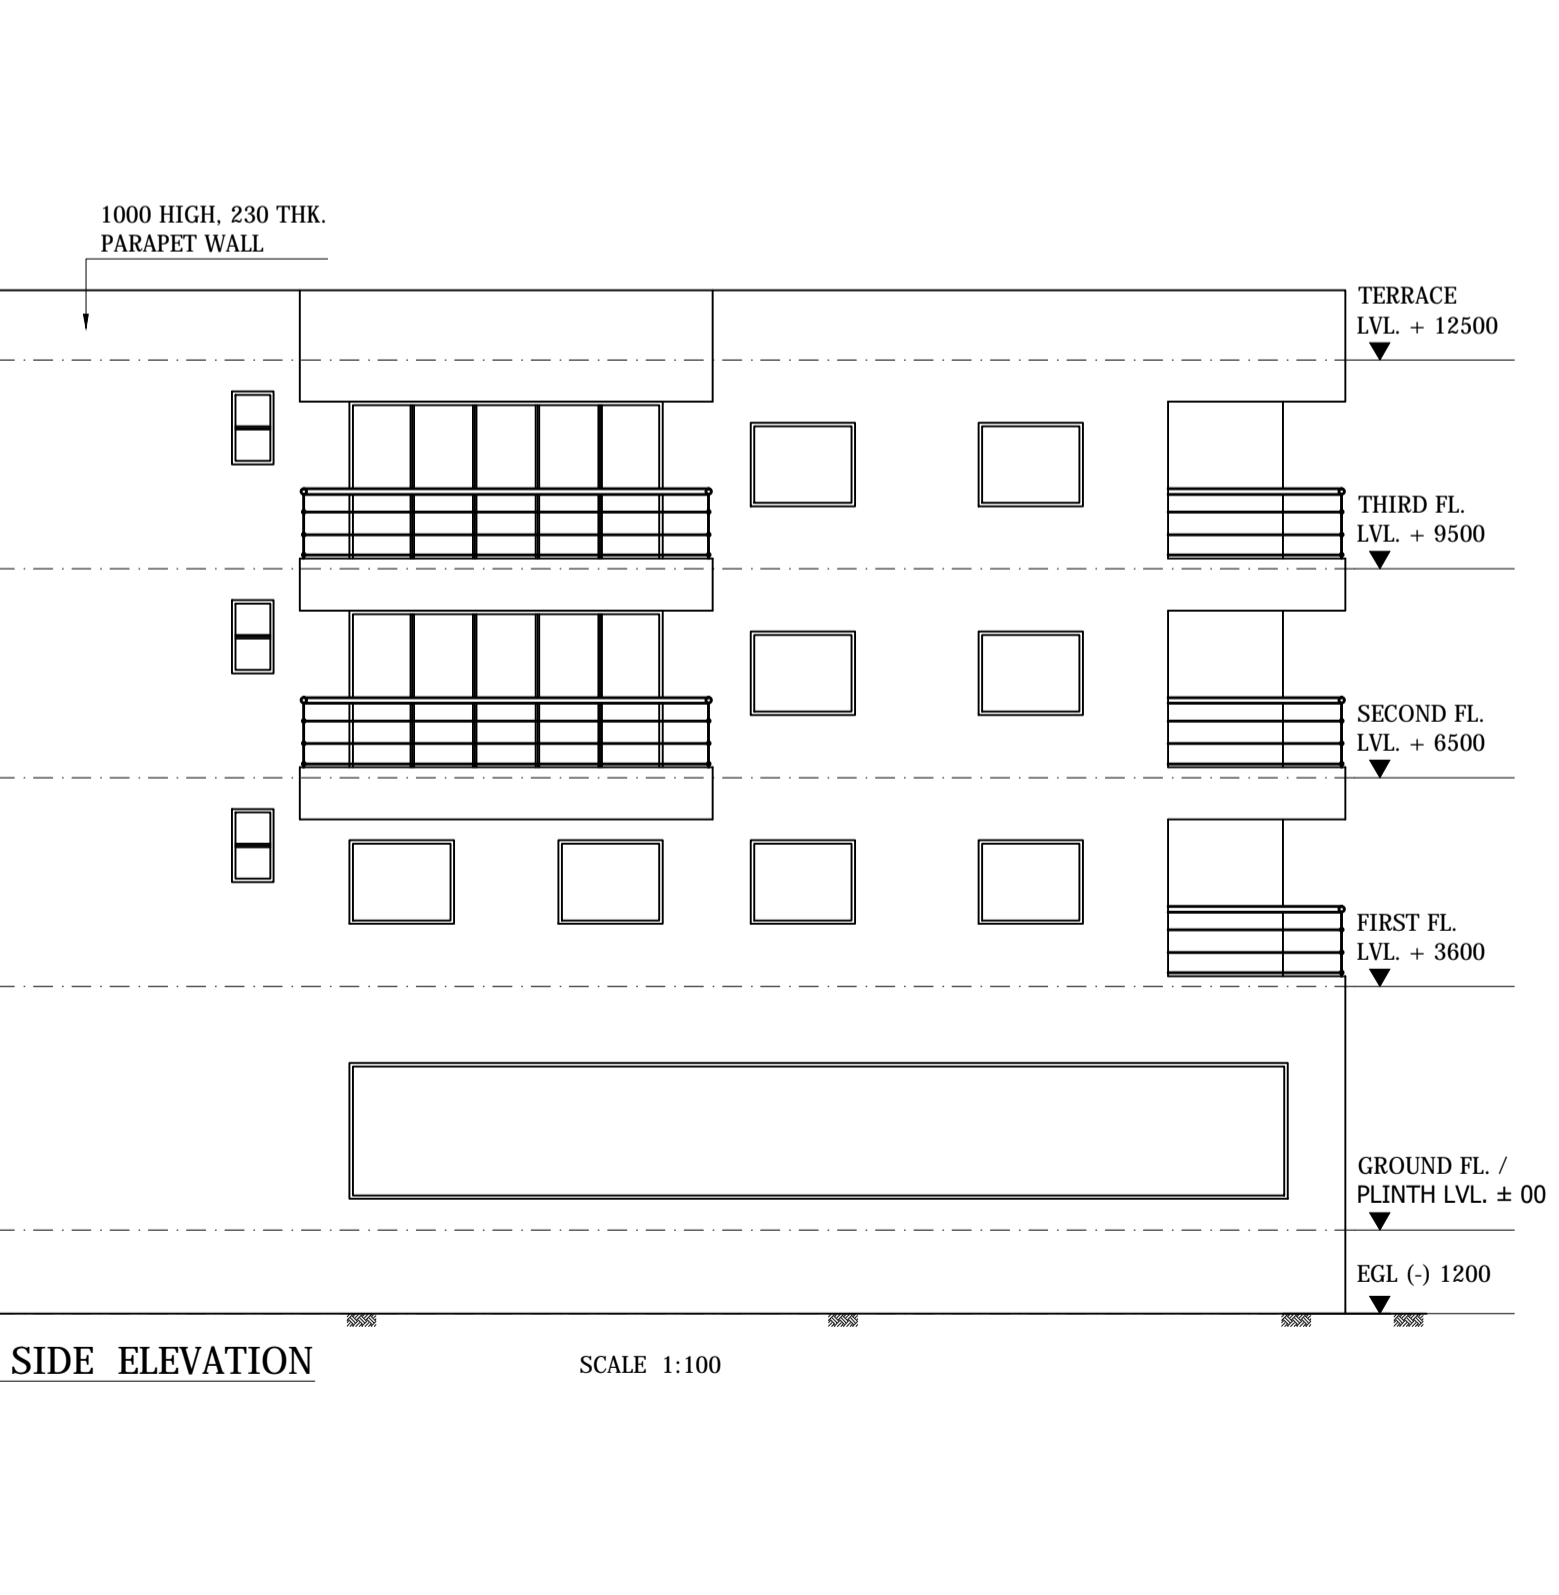 1000 HIGH, 230 THK.
PARAPET WALL
TERRACE
LVL. + 12500
THIRD FL.
LVL. + 9500
SECOND FL.
LVL. + 6500
FIRST FL.
LVL. + 3600
GROUND FL. /
PLINTH LVL. ± 00
EGL (-) 1200
SIDE ELEVATION
SCALE 1:100